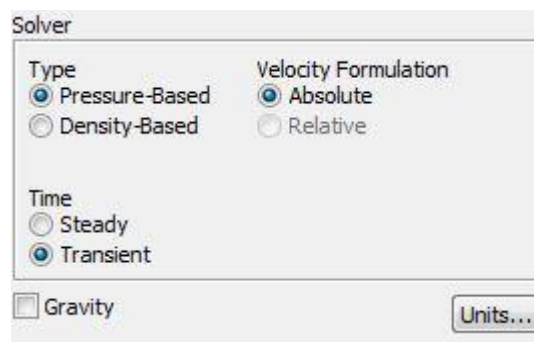 Solver
Type
Pressure-Based
Density-Based
Velocity Formulation
Absolute
Relative
Time
Steady
Transient
Gravity
Units...